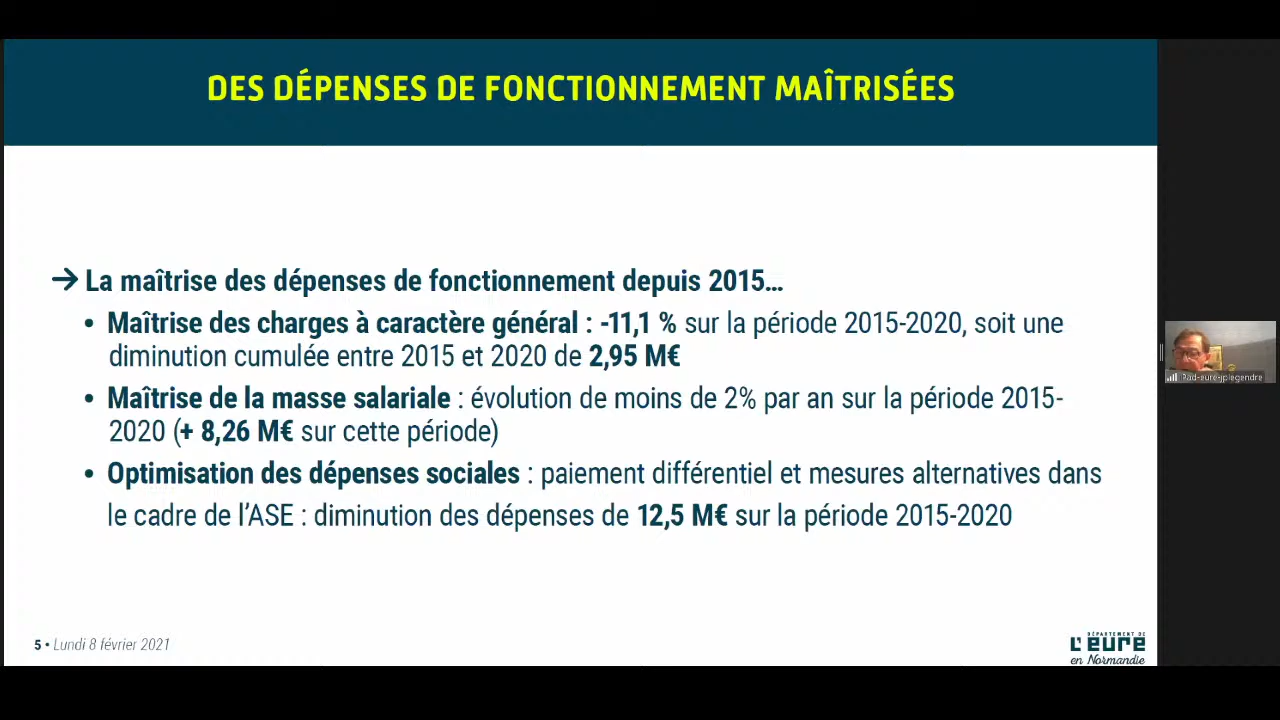 DES DÉPENSES DE FONCTIONNEMENT MAÎTRISÉES
→ La maîtrise des dépenses de fonctionnement depuis 2015…
• Maîtrise des charges à caractère général : -11,1 % sur la période 2015-2020, soit une
diminution cumulée entre 2015 et 2020 de 2,95 M€
• Maîtrise de la masse salariale : évolution de moins de 2% par an sur la période 2015-
2020 (+ 8,26 M€ sur cette période)
• Optimisation des dépenses sociales : paiement différentiel et mesures alternatives dans
le cadre de l'ASE : diminution des dépenses de 12,5 M€ sur la période 2015-2020
iPad-eure-jplegendre
5 • Lundi 8 février 2021
DÉPARTEMENT DE
L'EURE
en Normandie